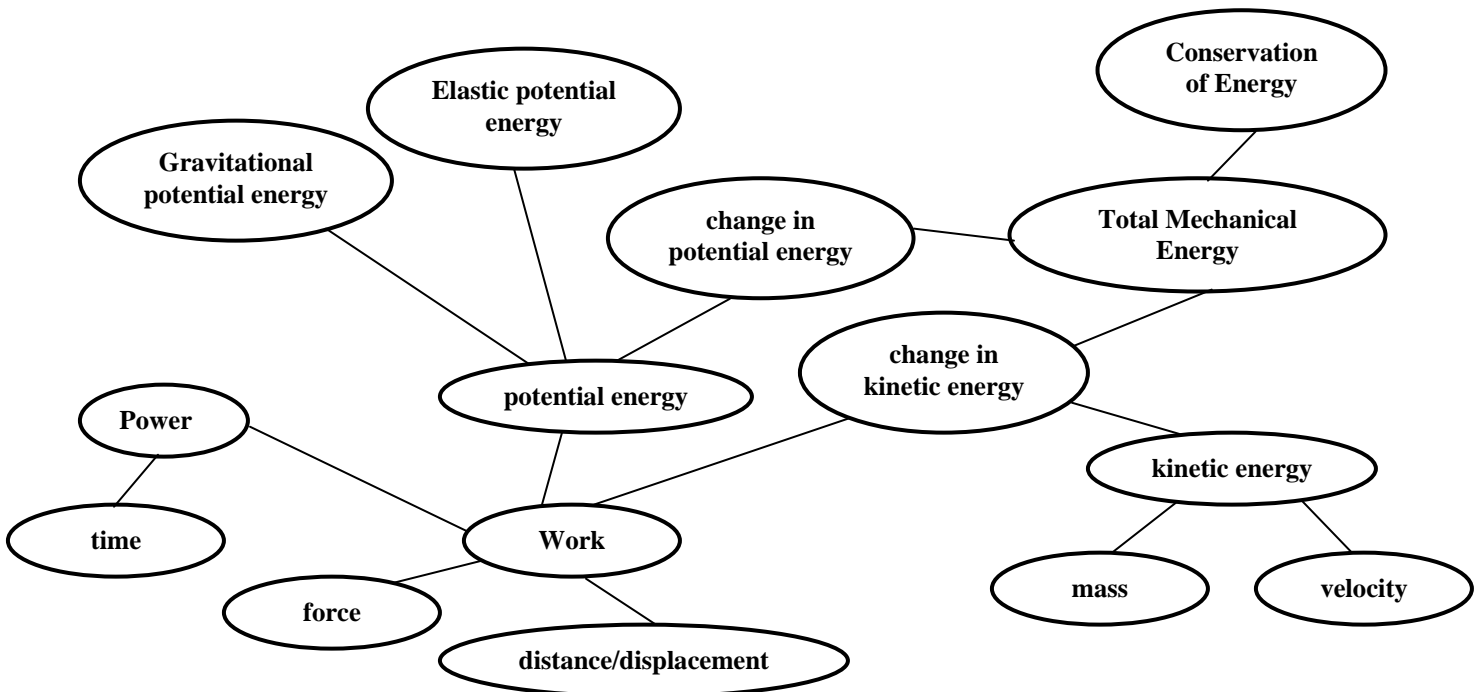 Conservation
of Energy
Elastic potential
energy
Gravitational
potential energy
change in
potential energy
Total Mechanical
Energy
change in
kinetic energy
potential energy
Power
kinetic energy
time
Work
mass
velocity
force
distance/displacement